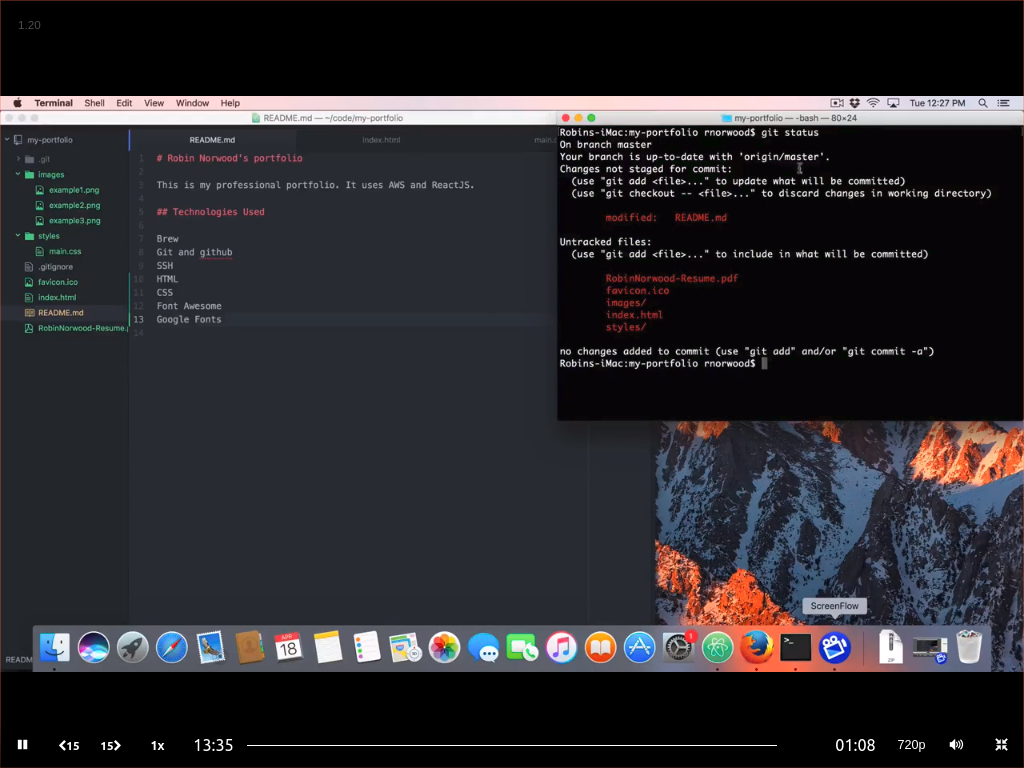 1.20
Terminal Shell Edit View Window Help
Tue 12:27 PM
README.md — ~/code/my-portfolio
my-portfolio
.git
images
example1.png
example2.png
example3.png
styles
main.css
.gitignore
favicon.ico
index.html
README.md
RobinNorwood-Resume.p
README.md index.html main.
1 # Robin Norwood's portfolio
2
3 This is my professional portfolio. It uses AWS and ReactJS.
4
5 ## Technologies Used
6
7 Brew
8 Git and github
9 SSH
10 HTML
11 CSS
12 Font Awesome
13 Google Fonts
14
my-portfolio — -bash — 80×24
Robins-iMac:my-portfolio rnorwood$ git status
On branch master
Your branch is up-to-date with 'origin/master'.
Changes not staged for commit:
(use "git add <file>..." to update what will be committed)
(use "git checkout -- <file>..." to discard changes in working directory)
modified: README.md
Untracked files:
(use "git add <file>..." to include in what will be committed)
RobinNorwood-Resume.pdf
favicon.ico
images/
index.html
styles/
no changes added to commit (use "git add" and/or "git commit -a")
Robins-iMac:my-portfolio rnorwood$
ScreenFlow
READM
APR
18
1
ZIP
15 15 1x 13:35 01:08 720p